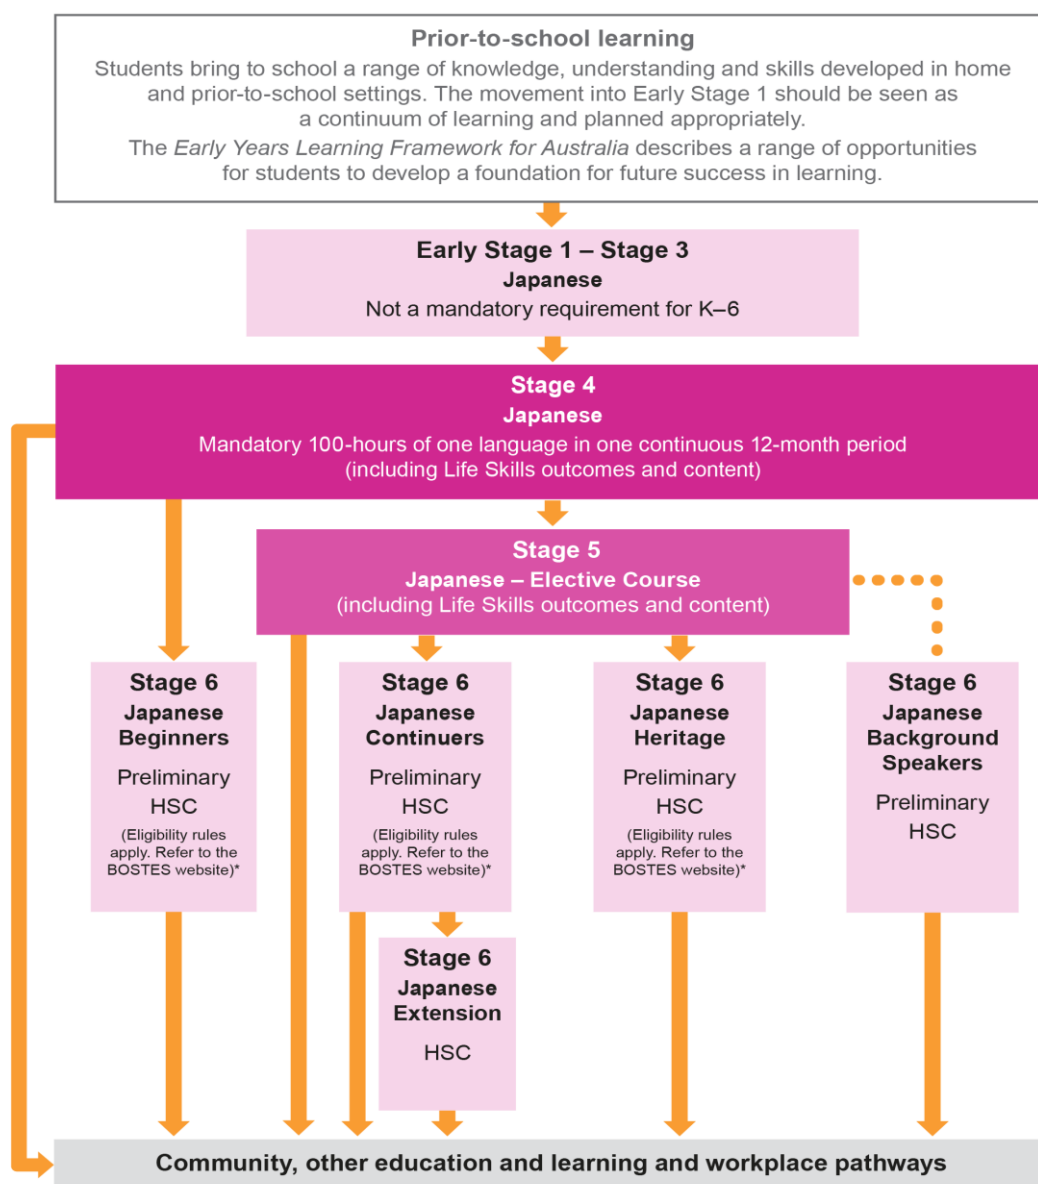 Prior-to-school learning
Students bring to school a range of knowledge, understanding and skills developed in home
and prior-to-school settings. The movement into Early Stage 1 should be seen as
a continuum of learning and planned appropriately.
The Early Years Learning Framework for Australia describes a range of opportunities
for students to develop a foundation for future success in learning.
Early Stage 1 – Stage 3
Japanese
Not a mandatory requirement for K–6
Stage 4
Japanese
Mandatory 100-hours of one language in one continuous 12-month period
(including Life Skills outcomes and content)
Stage 5
Japanese – Elective Course
(including Life Skills outcomes and content)
Stage 6
Japanese
Beginners
Preliminary
HSC
(Eligibility rules
apply. Refer to the
BOSTES website)*
Stage 6
Japanese
Continuers
Preliminary
HSC
(Eligibility rules
apply. Refer to the
BOSTES website)*
Stage 6
Japanese
Heritage
Preliminary
HSC
(Eligibility rules
apply. Refer to the
BOSTES website)*
Stage 6
Japanese
Background
Speakers
Preliminary
HSC
Stage 6
Japanese
Extension
HSC
Community, other education and learning and workplace pathways